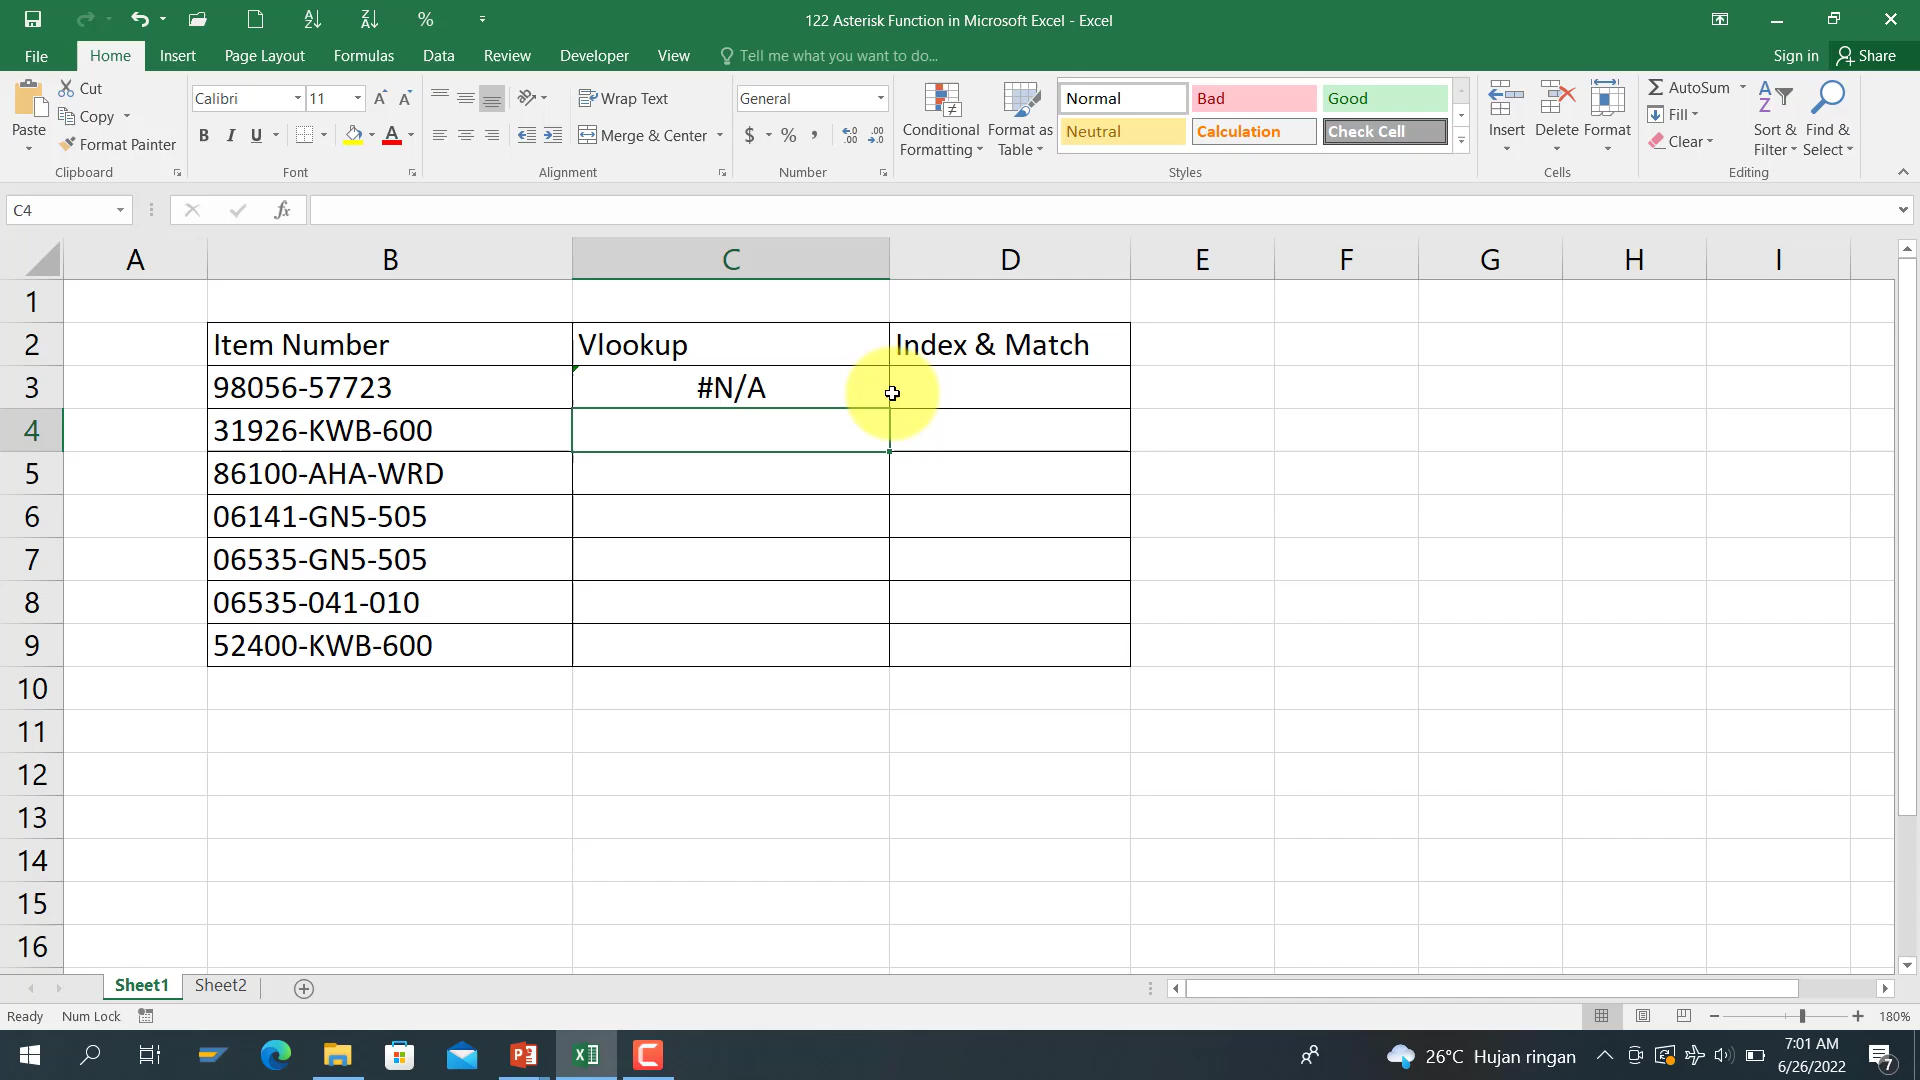 122 Asterisk Function in Microsoft Excel - Excel
File Home Insert Page Layout Formulas Data Review Developer View Tell me what you want to do... Sign in Share
Paste
Cut
Copy
Format Painter
Clipboard
Calibri 11
B I U
Font
Wrap Text
Merge & Center
Alignment
General
$ % ,
Number
Conditional
Formatting
Format as
Table
Normal Bad Good
Neutral Calculation Check Cell
Styles
Insert Delete Format
Cells
AutoSum
Fill
Clear
Sort &
Filter
Find &
Select
Editing
C4 fx
A B C D E F G H I
1
2 Item Number Vlookup Index & Match
3 98056-57723 #N/A
4 31926-KWB-600
5 86100-AHA-WRD
6 06141-GN5-505
7 06535-GN5-505
8 06535-041-010
9 52400-KWB-600
10
11
12
13
14
15
16
Sheet1 Sheet2
Ready Num Lock 180%
26°C Hujan ringan
7:01 AM
6/26/2022
7